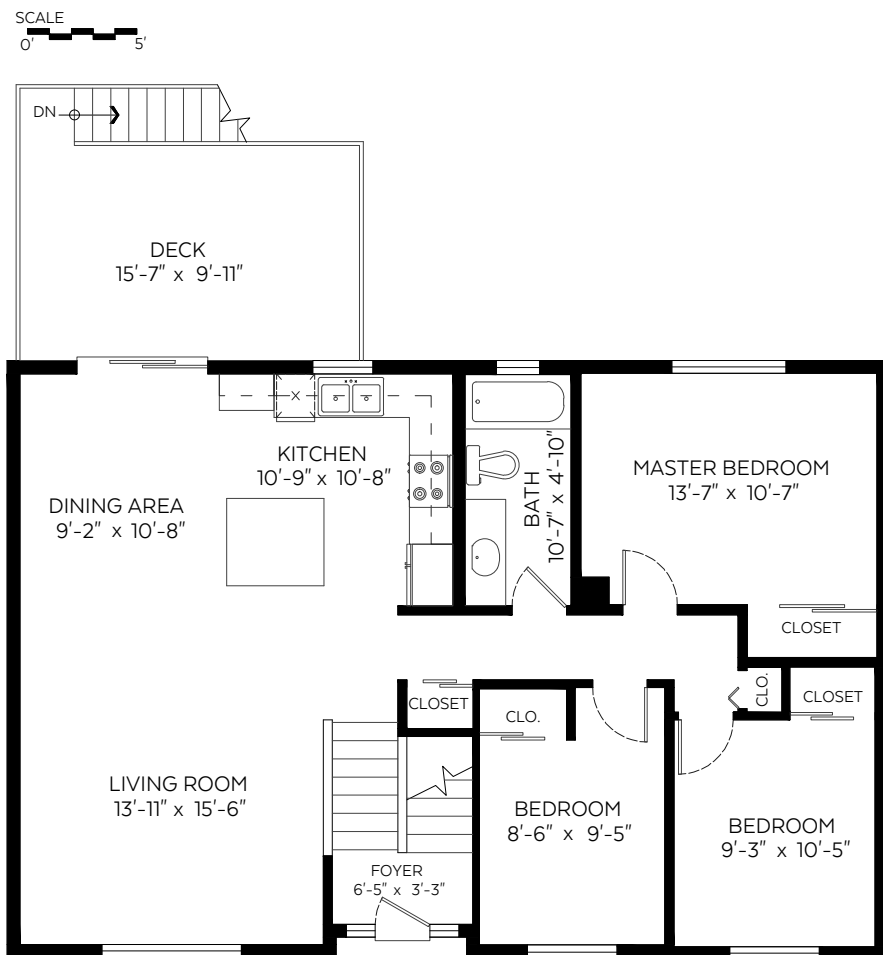 SCALE
0' 5'
DN
DECK
15'-7" x 9'-11"
KITCHEN
10'-9" x 10'-8"
DINING AREA
9'-2" x 10'-8"
BATH
10'-7" x 4'-10"
MASTER BEDROOM
13'-7" x 10'-7"
CLOSET
CLOSET
CLO.
CLO.
CLOSET
LIVING ROOM
13'-11" x 15'-6"
BEDROOM
8'-6" x 9'-5"
BEDROOM
9'-3" x 10'-5"
FOYER
6'-5" x 3'-3"